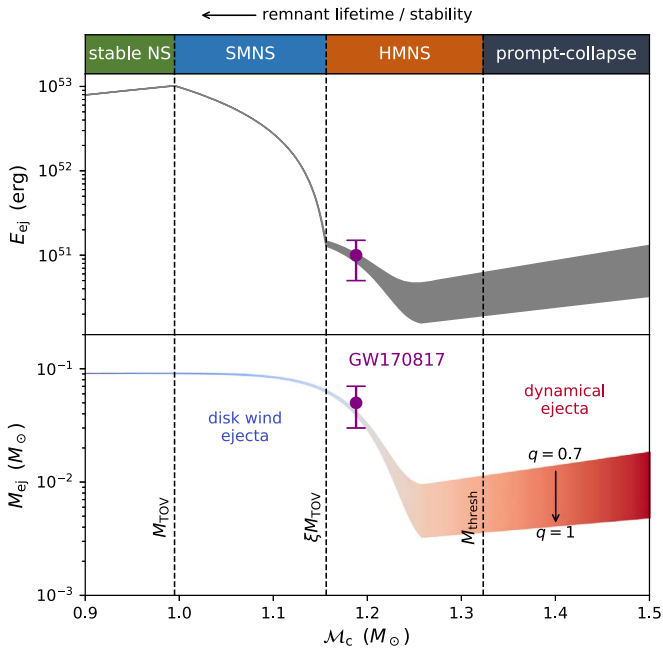 ← remnant lifetime / stability
stable NS SMNS HMNS prompt-collapse
10^53
10^52
10^51
E_ej (erg)
GW170817
10^-1
10^-2
10^-3
M_ej (M_⊙)
disk wind
ejecta
dynamical
ejecta
q = 0.7
q = 1
M_TOV
ξM_TOV
M_thresh
0.9 1.0 1.1 1.2 1.3 1.4 1.5
ℳ_c (M_⊙)